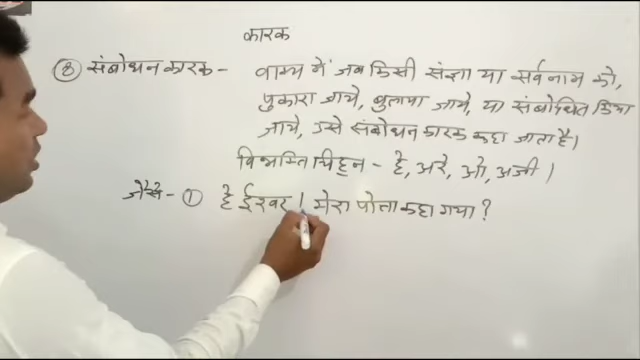 कारक
⑧ संबोधन कारक - वाक्य में जब किसी संज्ञा या सर्वनाम को,
पुकारा जाये, बुलाया जाये, या संबोधित किया
जाये, उसे संबोधन कारक कहा जाता है।
विभक्ति चिह्न - हे, अरे, ओ, अजी।
जैसे - ① हे ईश्वर! मेरा पोता कहा गया?